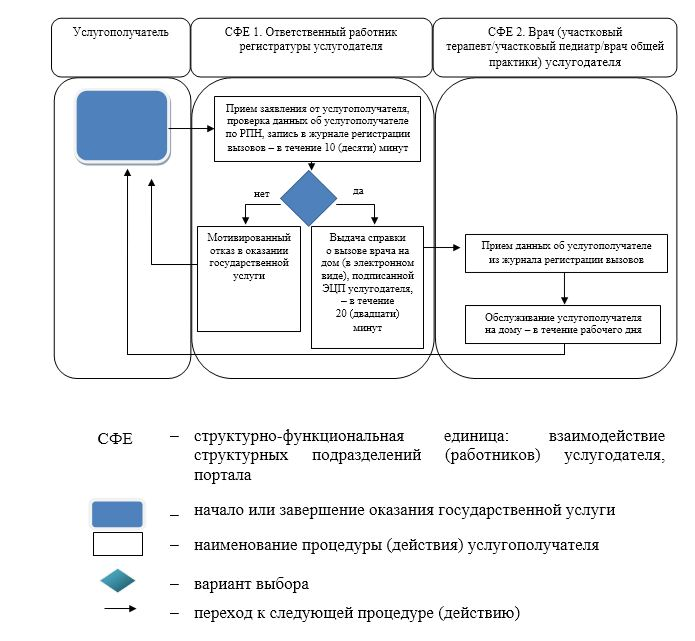 Услугополучатель
СФЕ 1. Ответственный работник
регистратуры услугодателя
СФЕ 2. Врач (участковый
терапевт/участковый педиатр/врач общей
практики) услугодателя
Прием заявления от услугополучателя,
проверка данных об услугополучателе
по РПН, запись в журнале регистрации
вызовов – в течение 10 (десяти) минут
нет
да
Мотивированный
отказ в оказании
государственной
услуги
Выдача справки
о вызове врача на
дом (в электронном
виде), подписанной
ЭЦП услугодателя,
– в течение
20 (двадцати)
минут
Прием данных об услугополучателе
из журнала регистрации вызовов
Обслуживание услугополучателя
на дому – в течение рабочего дня
СФЕ – структурно-функциональная единица: взаимодействие
структурных подразделений (работников) услугодателя,
портала
– начало или завершение оказания государственной услуги
– наименование процедуры (действия) услугополучателя
– вариант выбора
– переход к следующей процедуре (действию)